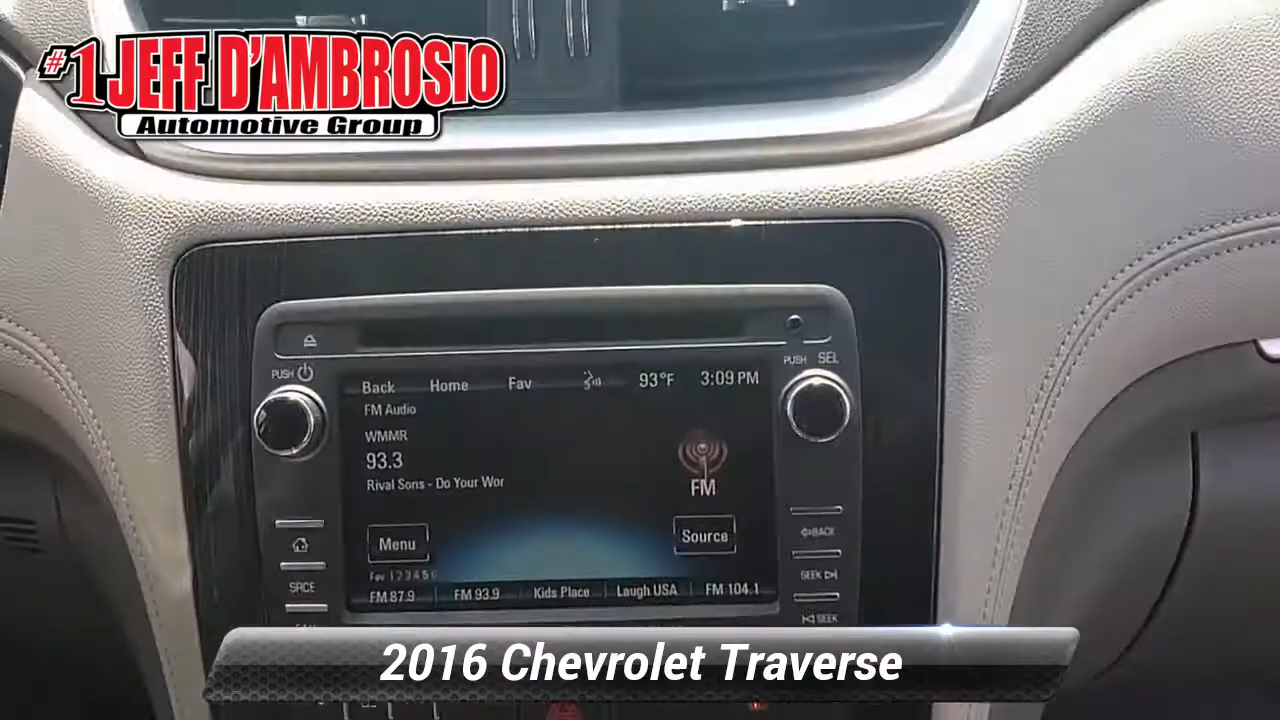 #1 JEFF D'AMBROSIO
Automotive Group
PUSH
PUSH SEL
Back Home Fav 93°F 3:09 PM
FM Audio
WMMR
93.3
Rival Sons - Do Your Wor
FM
Menu
Source
Fav 1 2 3 4 5 6
FM 87.9 FM 93.9 Kids Place Laugh USA FM 104.1
SRCE
BACK
SEEK
SEEK
2016 Chevrolet Traverse